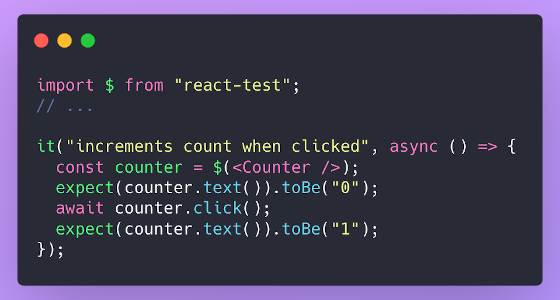 import $ from "react-test";
// ...

it("increments count when clicked", async () => {
  const counter = $(<Counter />);
  expect(counter.text()).toBe("0");
  await counter.click();
  expect(counter.text()).toBe("1");
});